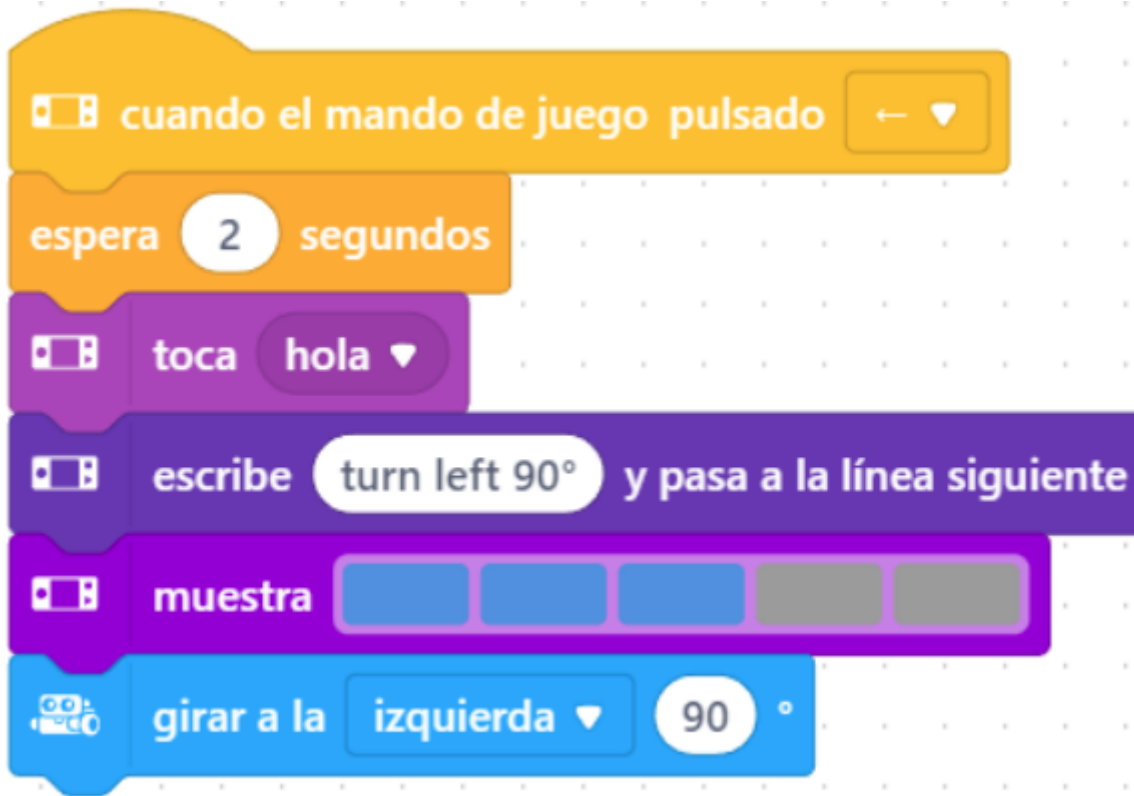 cuando el mando de juego pulsado ←
espera 2 segundos
toca hola
escribe turn left 90° y pasa a la línea siguiente
muestra
girar a la izquierda 90 °